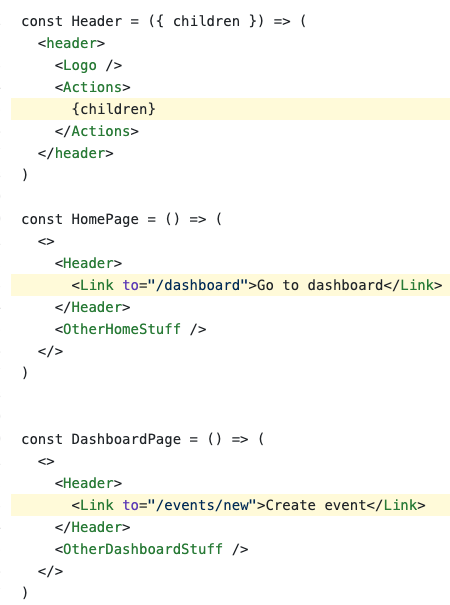 const Header = ({ children }) => (
  <header>
    <Logo />
    <Actions>
      {children}
    </Actions>
  </header>
)

const HomePage = () => (
  <>
    <Header>
      <Link to="/dashboard">Go to dashboard</Link>
    </Header>
    <OtherHomeStuff />
  </>
)

const DashboardPage = () => (
  <>
    <Header>
      <Link to="/events/new">Create event</Link>
    </Header>
    <OtherDashboardStuff />
  </>
)